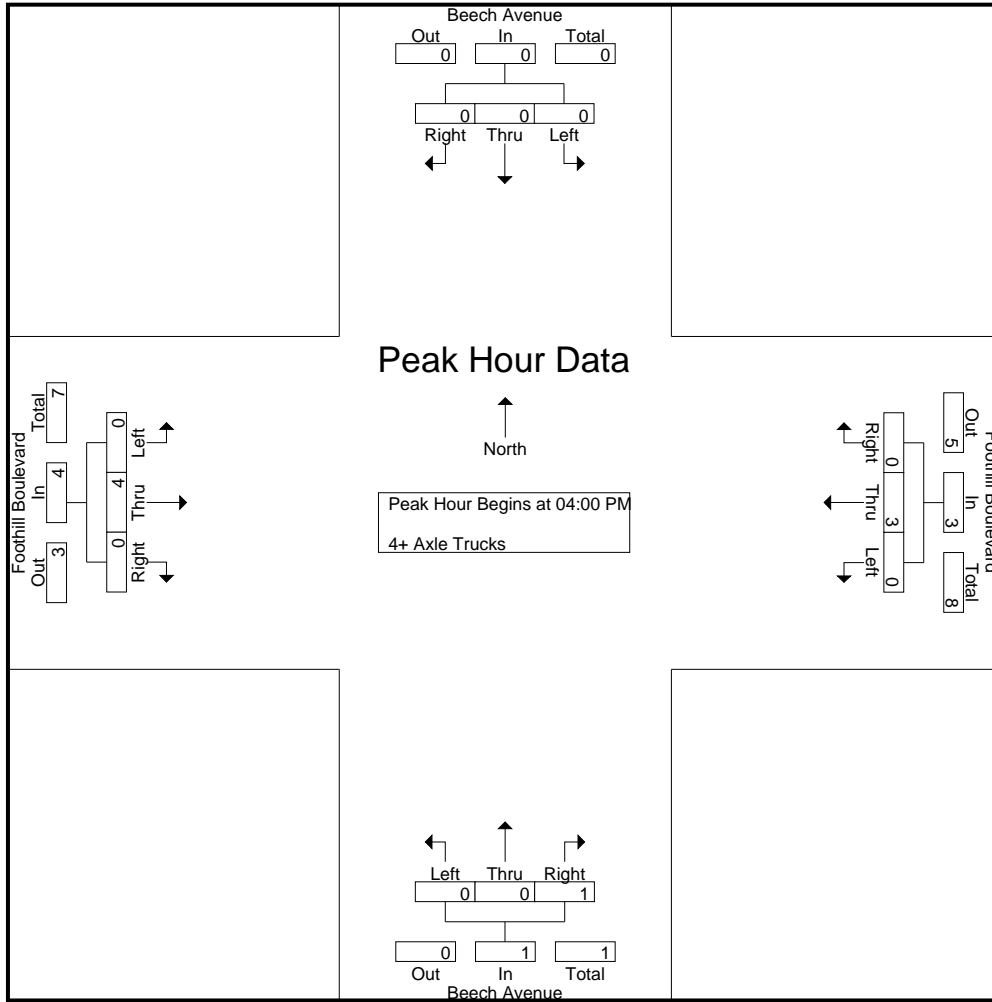 Beech Avenue
Out In Total
0 0 0
0 0 0
Right Thru Left
Peak Hour Data
North
Peak Hour Begins at 04:00 PM
4+ Axle Trucks
Foothill Boulevard
Out In Total
3 4 7
0 4 0
Left Thru Right
Foothill Boulevard
Out In Total
5 3 8
Right Thru Left
0 3 0
Left Thru Right
0 0 1
0 1 1
Out In Total
Beech Avenue